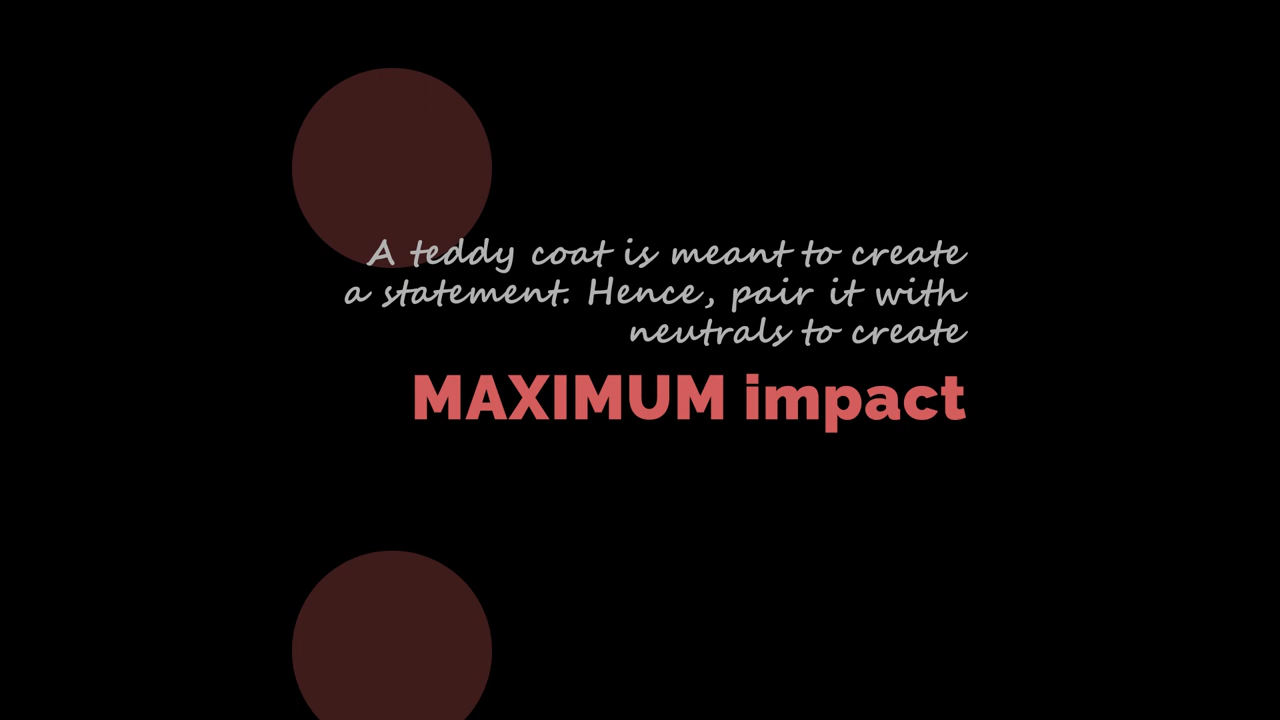 A teddy coat is meant to create
a statement. Hence, pair it with
neutrals to create
MAXIMUM impact